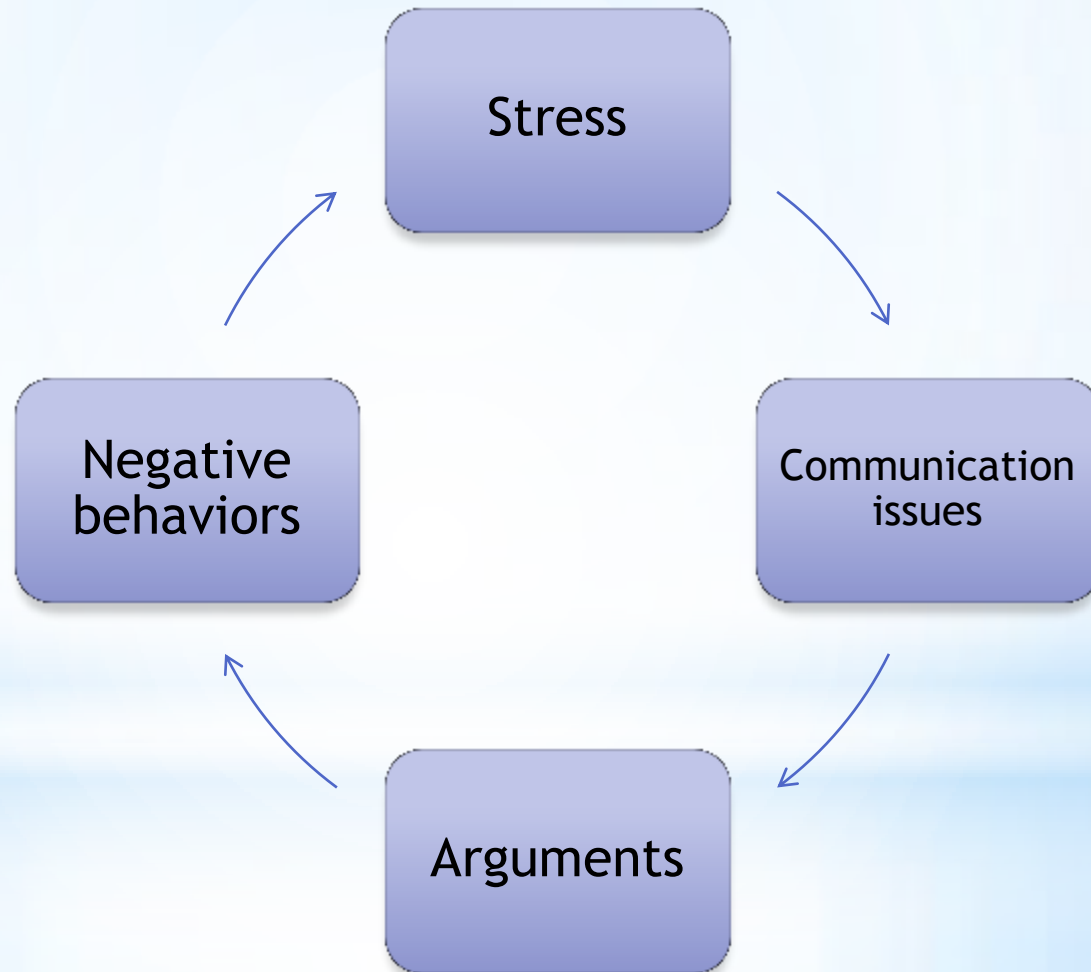 Stress
Negative
behaviors
Communication
issues
Arguments